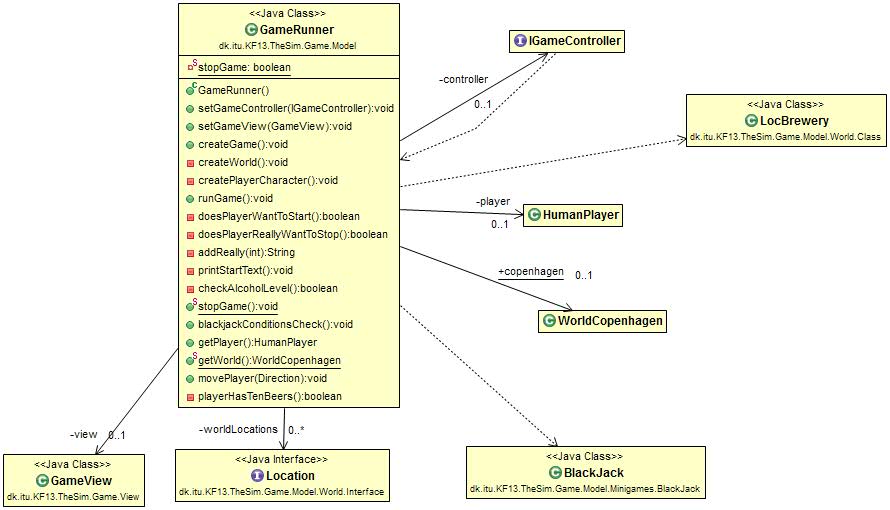 <<Java Class>>
GameRunner
dk.itu.KF13.TheSim.Game.Model
stopGame: boolean
GameRunner()
setGameController(IGameController):void
setGameView(GameView):void
createGame():void
createWorld():void
createPlayerCharacter():void
runGame():void
doesPlayerWantToStart():boolean
doesPlayerReallyWantToStop():boolean
addReally(int):String
printStartText():void
checkAlcoholLevel():boolean
stopGame():void
blackjackConditionsCheck():void
getPlayer():HumanPlayer
getWorld():WorldCopenhagen
movePlayer(Direction):void
playerHasTenBeers():boolean
IGameController
-controller
0..1
<<Java Class>>
LocBrewery
dk.itu.KF13.TheSim.Game.Model.World.Class
-player
0..1
HumanPlayer
+copenhagen
0..1
WorldCopenhagen
-view
0..1
<<Java Class>>
GameView
dk.itu.KF13.TheSim.Game.View
-worldLocations
0..*
<<Java Interface>>
Location
dk.itu.KF13.TheSim.Game.Model.World.Interface
<<Java Class>>
BlackJack
dk.itu.KF13.TheSim.Game.Model.Minigames.BlackJack